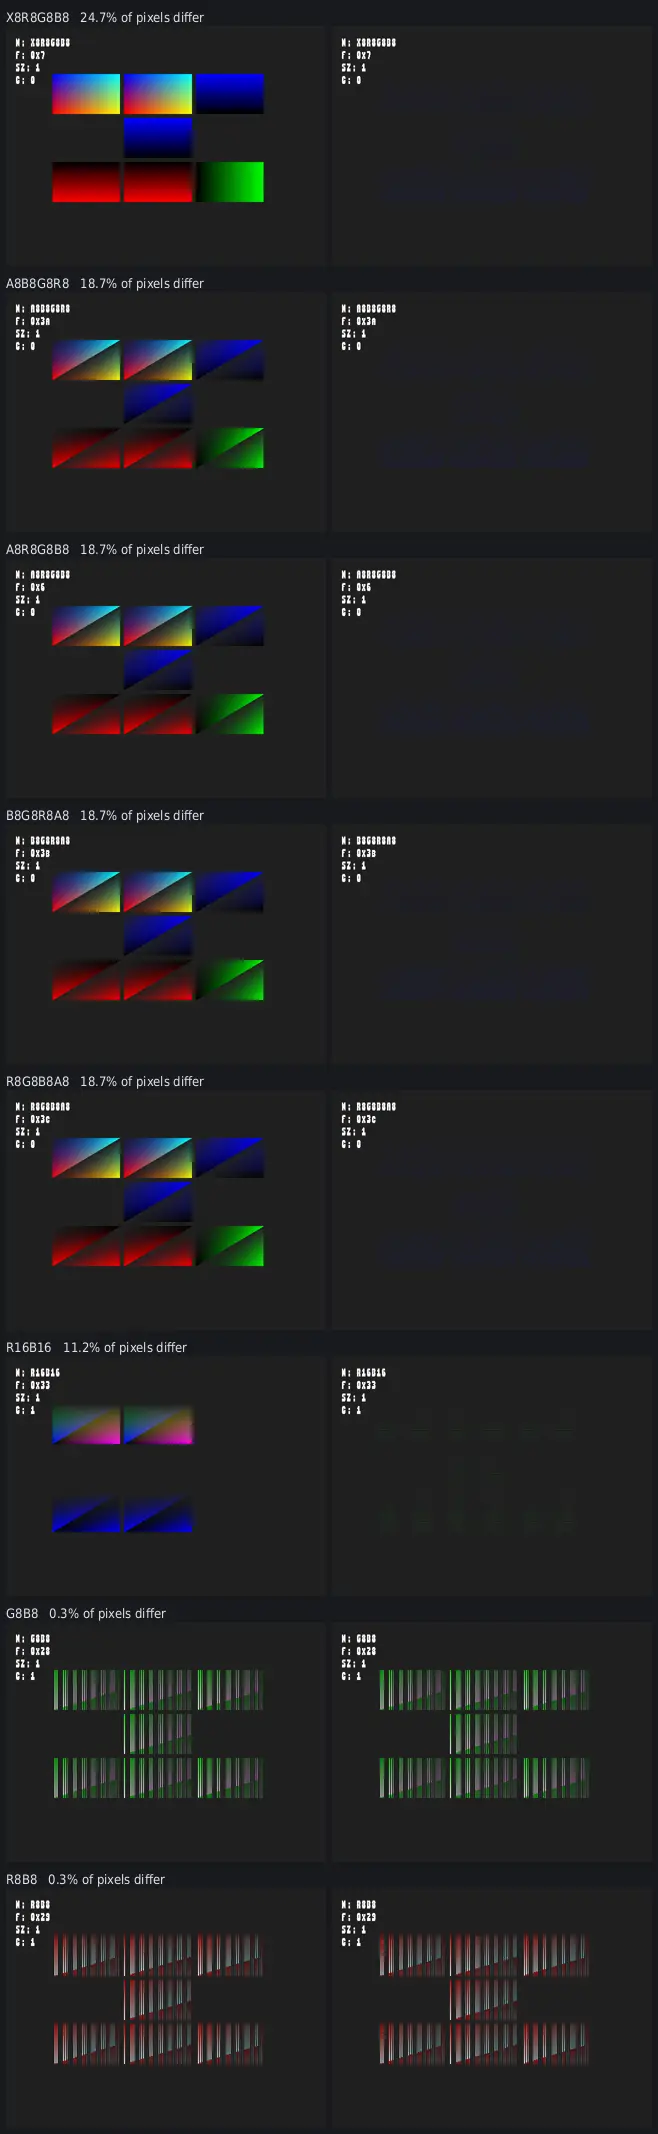 X8R8G8B8 24.7% of pixels differ
N: X8R8G8B8
F: 0x7
SZ: 1
C: 0
N: X8R8G8B8
F: 0x7
SZ: 1
C: 0
A8B8G8R8 18.7% of pixels differ
N: A8B8G8R8
F: 0x3a
SZ: 1
C: 0
N: A8B8G8R8
F: 0x3a
SZ: 1
C: 0
A8R8G8B8 18.7% of pixels differ
N: A8R8G8B8
F: 0x6
SZ: 1
C: 0
N: A8R8G8B8
F: 0x6
SZ: 1
C: 0
B8G8R8A8 18.7% of pixels differ
N: B8G8R8A8
F: 0x3b
SZ: 1
C: 0
N: B8G8R8A8
F: 0x3b
SZ: 1
C: 0
R8G8B8A8 18.7% of pixels differ
N: R8G8B8A8
F: 0x3c
SZ: 1
C: 0
N: R8G8B8A8
F: 0x3c
SZ: 1
C: 0
R16B16 11.2% of pixels differ
N: R16B16
F: 0x33
SZ: 1
C: 1
N: R16B16
F: 0x33
SZ: 1
C: 1
G8B8 0.3% of pixels differ
N: G8B8
F: 0x28
SZ: 1
C: 1
N: G8B8
F: 0x28
SZ: 1
C: 1
R8B8 0.3% of pixels differ
N: R8B8
F: 0x29
SZ: 1
C: 1
N: R8B8
F: 0x29
SZ: 1
C: 1